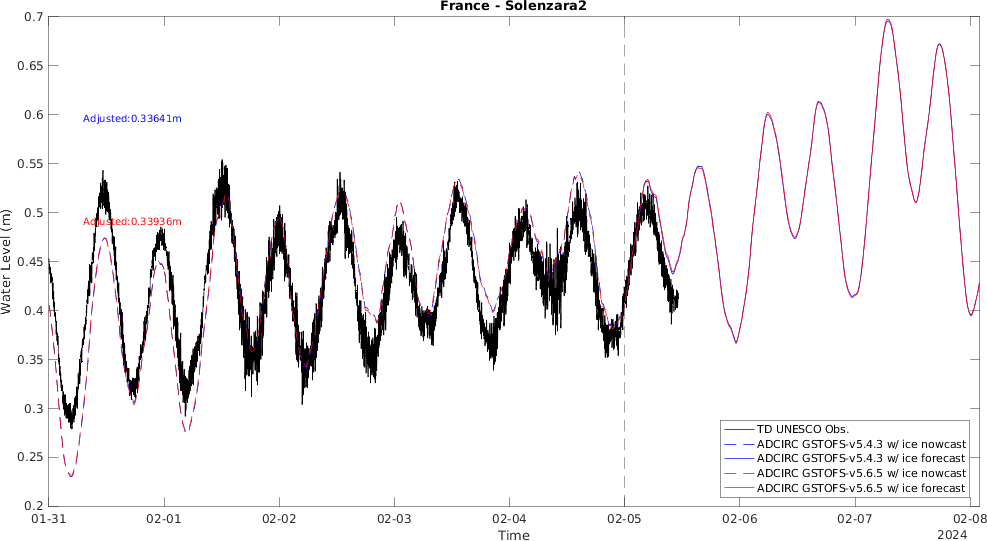 France - Solenzara2
0.7
0.65
0.6
0.55
0.5
0.45
0.4
0.35
0.3
0.25
0.2
Water Level (m)
Adjusted:0.33641m
Adjusted:0.33936m
TD UNESCO Obs.
ADCIRC GSTOFS-v5.4.3 w/ ice nowcast
ADCIRC GSTOFS-v5.4.3 w/ ice forecast
ADCIRC GSTOFS-v5.6.5 w/ ice nowcast
ADCIRC GSTOFS-v5.6.5 w/ ice forecast
01-31 02-01 02-02 02-03 02-04 02-05 02-06 02-07 02-08
Time
2024